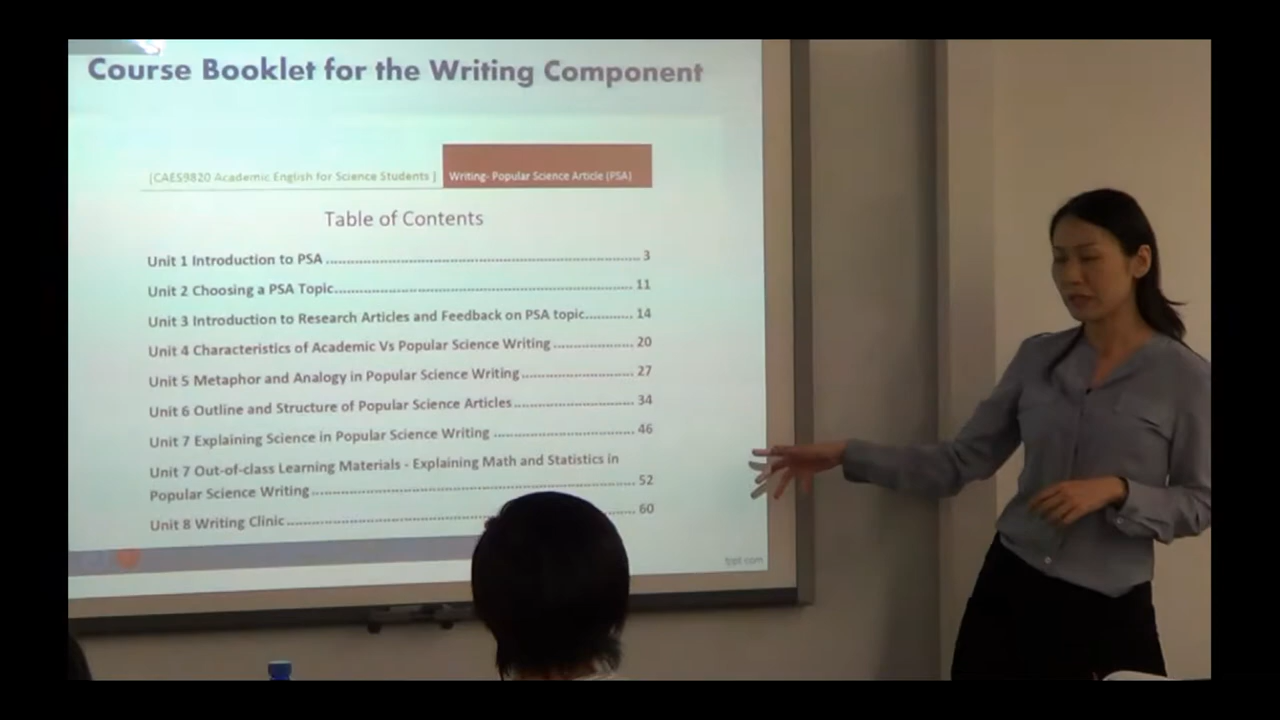 Course Booklet for the Writing Component
|CAES9820 Academic English for Science Students | Writing- Popular Science Article (PSA)
Table of Contents
Unit 1 Introduction to PSA ........................................................................... 3
Unit 2 Choosing a PSA Topic........................................................................ 11
Unit 3 Introduction to Research Articles and Feedback on PSA topic............ 14
Unit 4 Characteristics of Academic Vs Popular Science Writing ................... 20
Unit 5 Metaphor and Analogy in Popular Science Writing........................... 27
Unit 6 Outline and Structure of Popular Science Articles............................. 34
Unit 7 Explaining Science in Popular Science Writing ................................. 46
Unit 7 Out-of-class Learning Materials - Explaining Math and Statistics in
Popular Science Writing............................................................................. 52
Unit 8 Writing Clinic................................................................................... 60
fppt.com